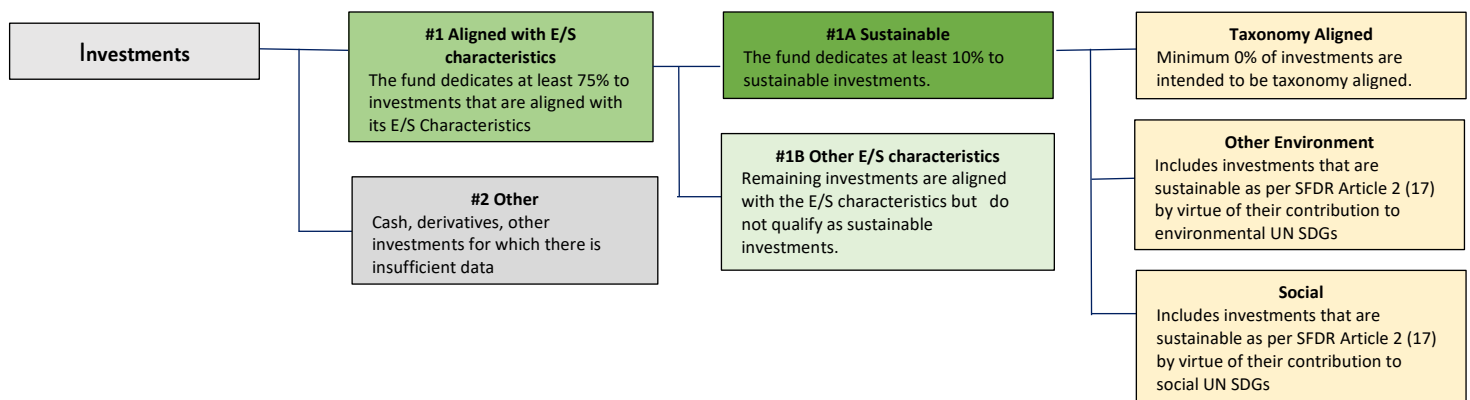 Investments
#1 Aligned with E/S
characteristics
The fund dedicates at least 75% to
investments that are aligned with
its E/S Characteristics
#2 Other
Cash, derivatives, other
investments for which there is
insufficient data
#1A Sustainable
The fund dedicates at least 10% to
sustainable investments.
#1B Other E/S characteristics
Remaining investments are aligned
with the E/S characteristics but do
not qualify as sustainable
investments.
Taxonomy Aligned
Minimum 0% of investments are
intended to be taxonomy aligned.
Other Environment
Includes investments that are
sustainable as per SFDR Article 2 (17)
by virtue of their contribution to
environmental UN SDGs
Social
Includes investments that are
sustainable as per SFDR Article 2 (17)
by virtue of their contribution to
social UN SDGs